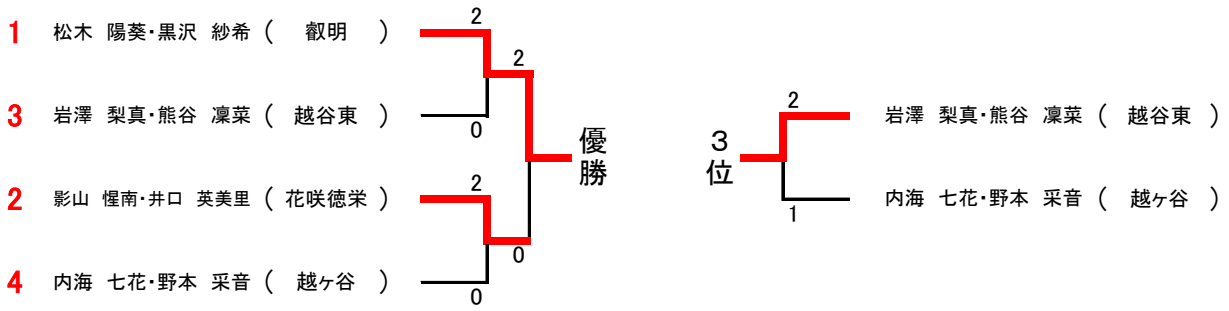 1 松木 陽葵・黒沢 紗希 ( 叡明 ) 2
2
3 岩澤 梨真・熊谷 凜菜 ( 越谷東 ) 0
優勝
2 影山 惺南・井口 英美里 ( 花咲徳栄 ) 2
0
4 内海 七花・野本 采音 ( 越ヶ谷 ) 0
2 岩澤 梨真・熊谷 凜菜 ( 越谷東 )
3位
1 内海 七花・野本 采音 ( 越ヶ谷 )